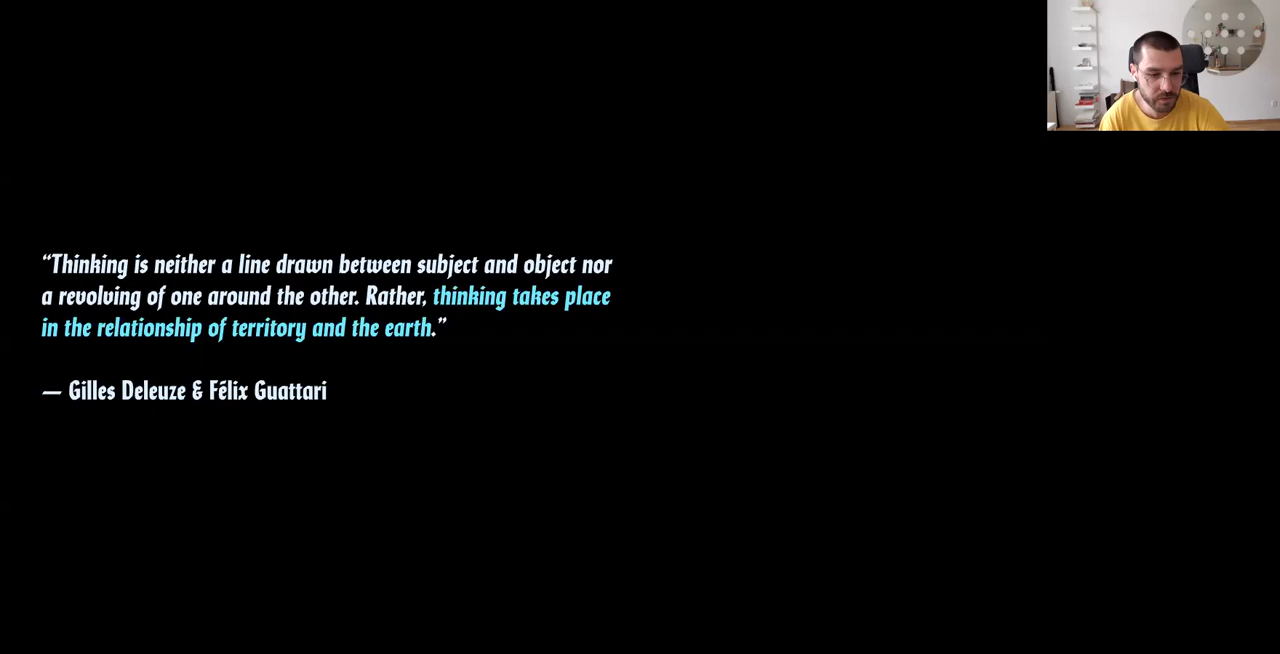 “Thinking is neither a line drawn between subject and object nor
a revolving of one around the other. Rather, thinking takes place
in the relationship of territory and the earth.”
— Gilles Deleuze & Félix Guattari